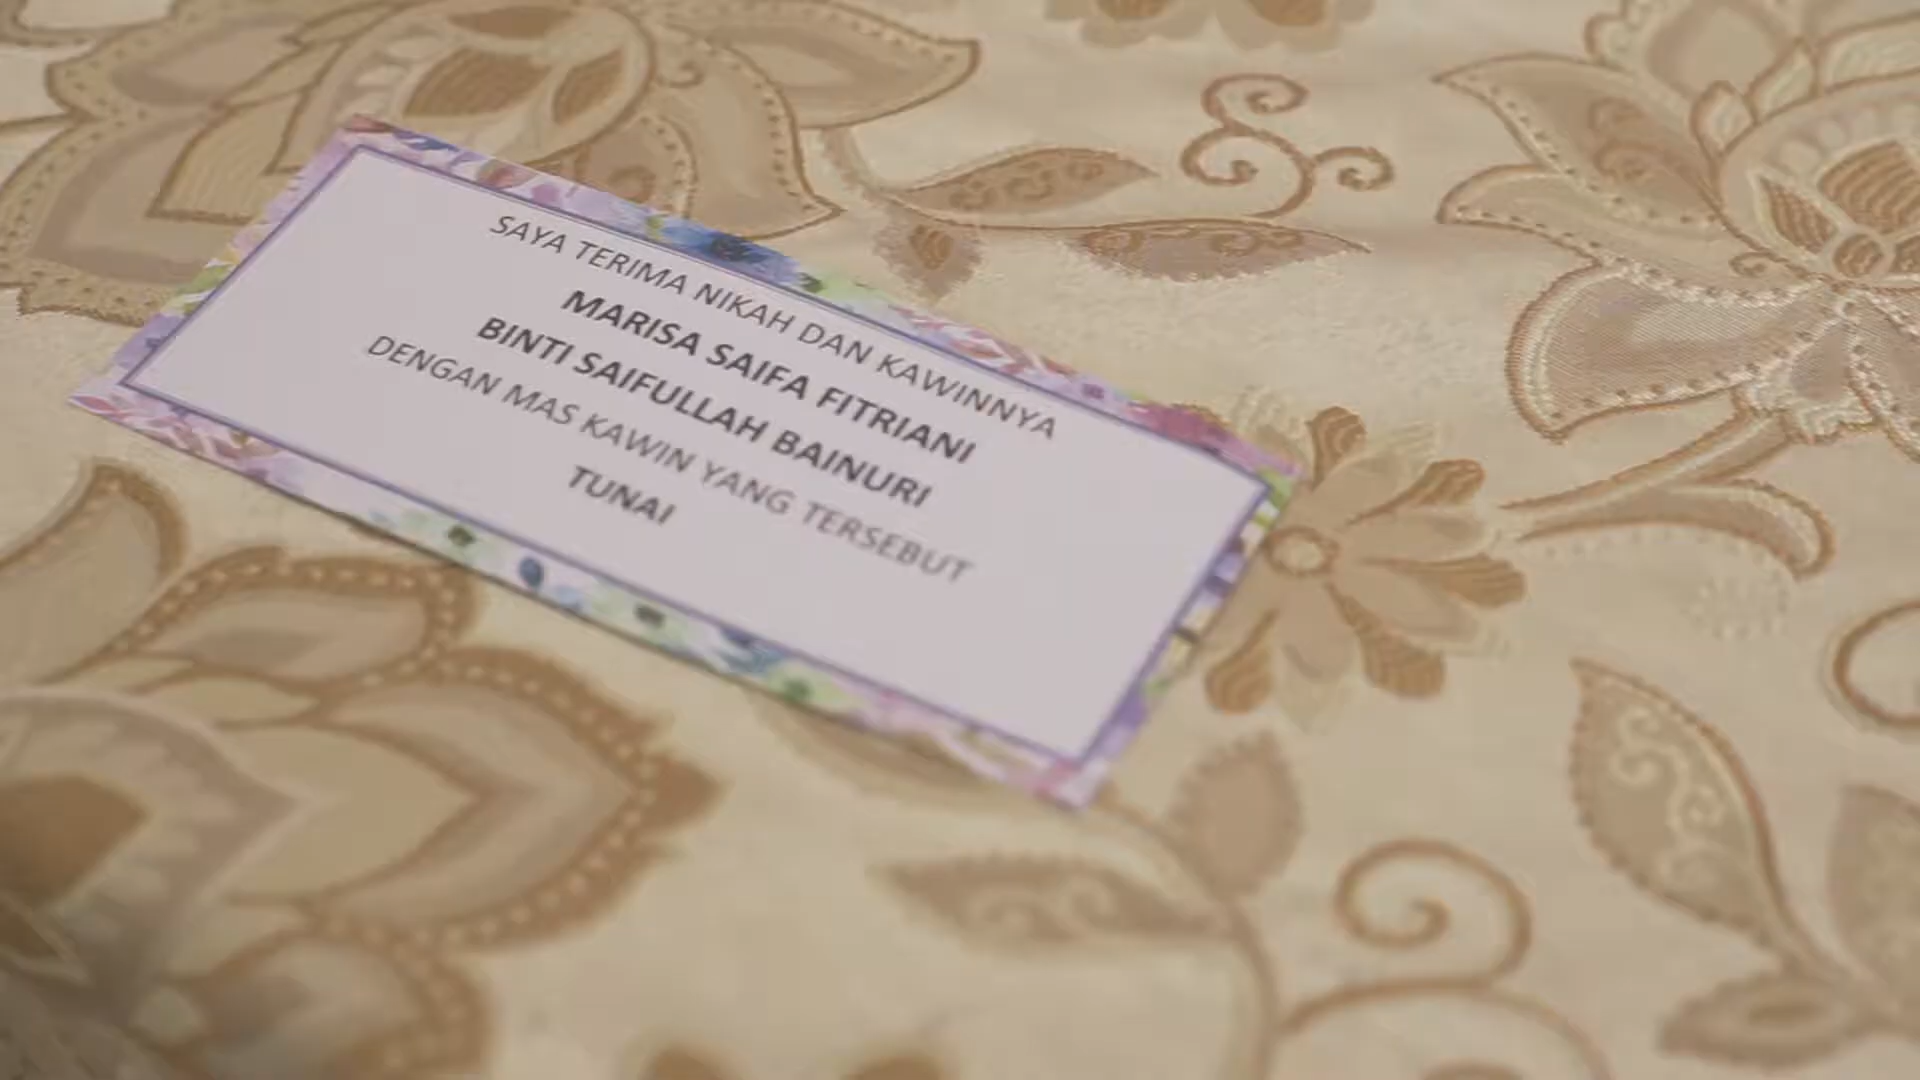 SAYA TERIMA NIKAH DAN KAWINNYA
MARISA SAIFA FITRIANI
BINTI SAIFULLAH BAINURI
DENGAN MAS KAWIN YANG TERSEBUT
TUNAI